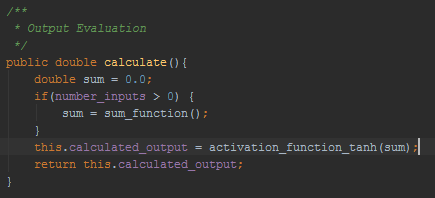 /**
 * Output Evaluation
 */
public double calculate(){
    double sum = 0.0;
    if(number_inputs > 0) {
        sum = sum_function();
    }
    this.calculated_output = activation_function_tanh(sum);
    return this.calculated_output;
}